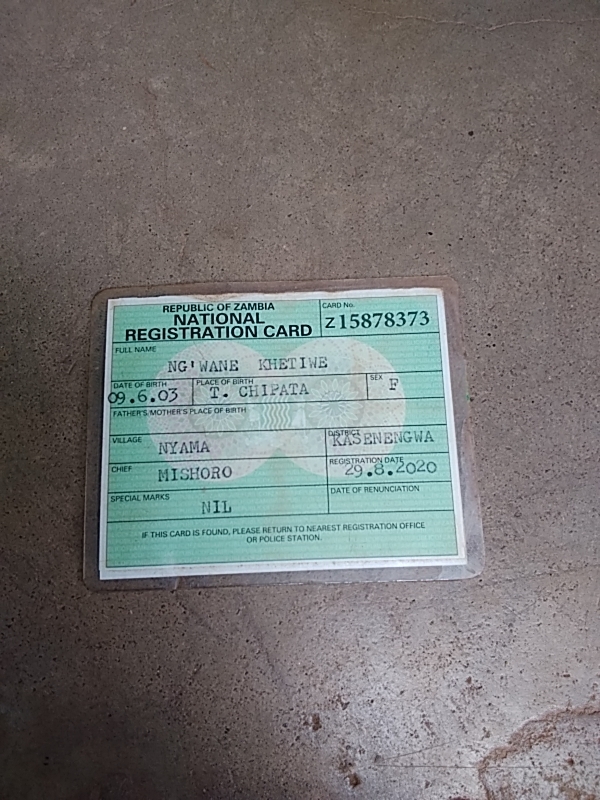 REPUBLIC OF ZAMBIA
NATIONAL
REGISTRATION CARD
CARD No.
Z15878373
FULL NAME
NG'WANE KHETIWE
DATE OF BIRTH
09.6.03
PLACE OF BIRTH
T. CHIPATA
SEX
F
FATHER'S/MOTHER'S PLACE OF BIRTH
VILLAGE
NYAMA
DISTRICT
KASENENGWA
CHIEF
MISHORO
REGISTRATION DATE
29.8.2020
SPECIAL MARKS
NIL
DATE OF RENUNCIATION
IF THIS CARD IS FOUND, PLEASE RETURN TO NEAREST REGISTRATION OFFICE
OR POLICE STATION.